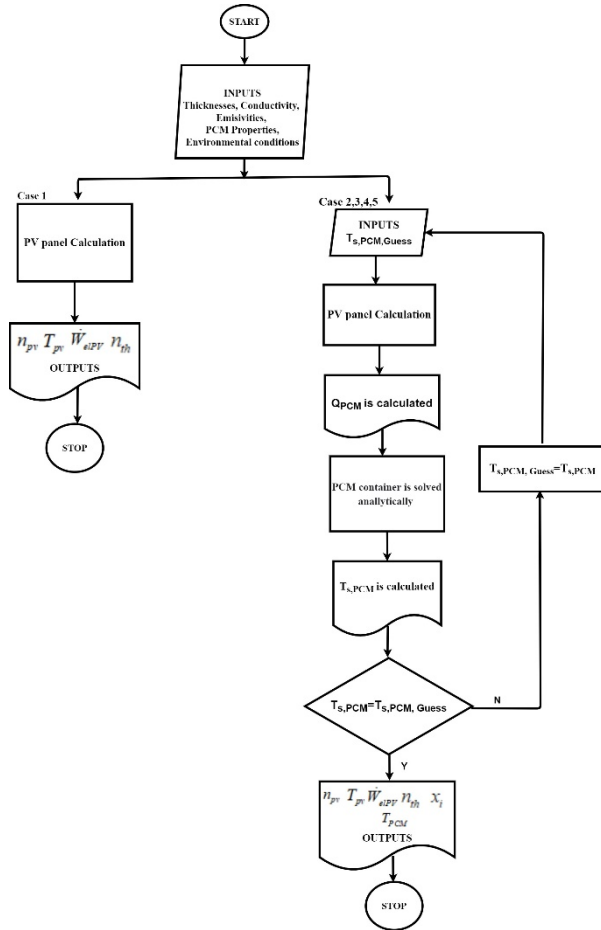 START
INPUTS
Thicknesses, Conductivity,
Emisivities,
PCM Properties,
Environmental conditions
Case 1
PV panel Calculation
n_pv T_pv Ẇ_elPV n_th
OUTPUTS
STOP
Case 2,3,4,5
INPUTS
T_s,PCM,Guess
PV panel Calculation
Q_PCM is calculated
PCM container is solved
anallytically
T_s,PCM is calculated
T_s,PCM=T_s,PCM, Guess
N
T_s,PCM, Guess=T_s,PCM
Y
n_pv T_pv Ẇ_elPV n_th x_i
T_PCM
OUTPUTS
STOP